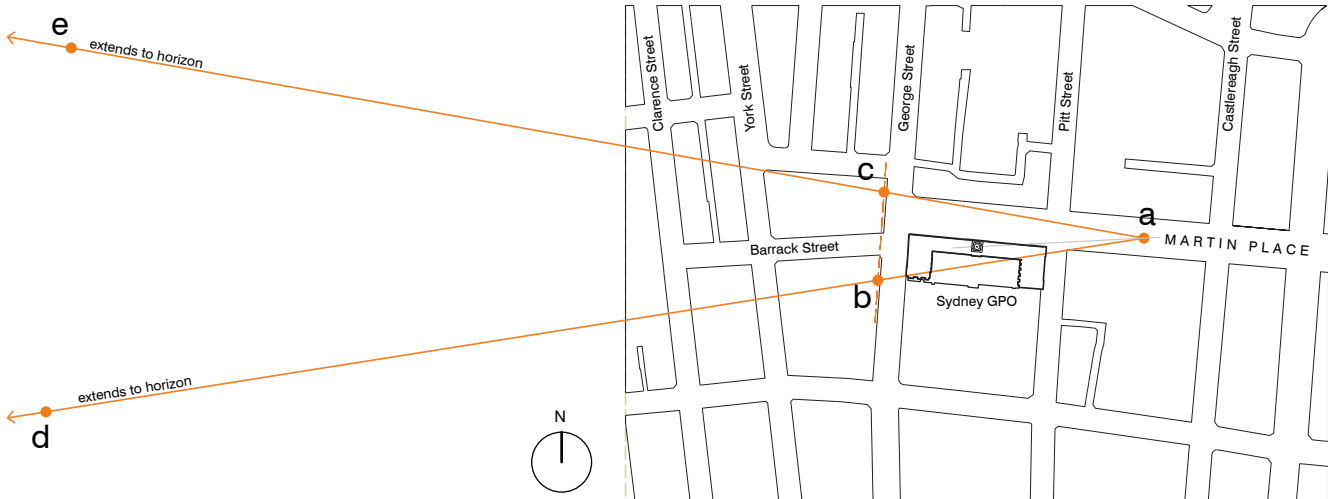 e
extends to horizon
Clarence Street
York Street
George Street
Pitt Street
Castlereagh Street
c
a
MARTIN PLACE
Barrack Street
b
Sydney GPO
extends to horizon
d
N